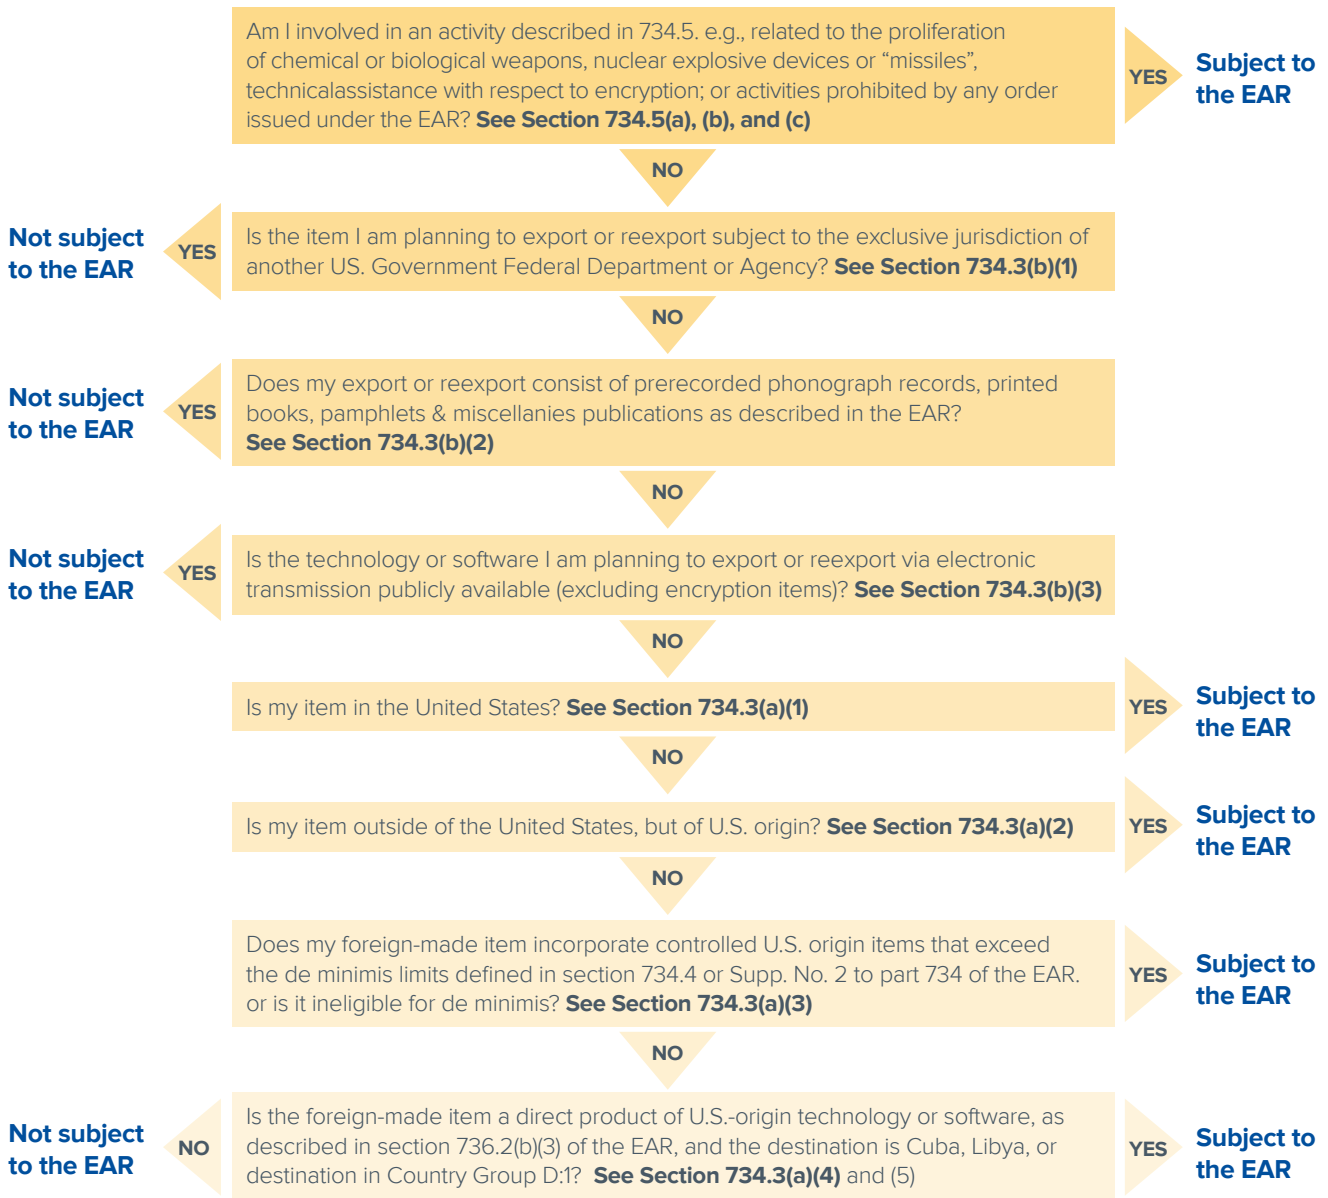 Am I involved in an activity described in 734.5. e.g., related to the proliferation
of chemical or biological weapons, nuclear explosive devices or “missiles”,
technicalassistance with respect to encryption; or activities prohibited by any order
issued under the EAR? See Section 734.5(a), (b), and (c)
YES
Subject to
the EAR
NO
Not subject
to the EAR
YES
Is the item I am planning to export or reexport subject to the exclusive jurisdiction of
another US. Government Federal Department or Agency? See Section 734.3(b)(1)
NO
Not subject
to the EAR
YES
Does my export or reexport consist of prerecorded phonograph records, printed
books, pamphlets & miscellanies publications as described in the EAR?
See Section 734.3(b)(2)
NO
Not subject
to the EAR
YES
Is the technology or software I am planning to export or reexport via electronic
transmission publicly available (excluding encryption items)? See Section 734.3(b)(3)
NO
Is my item in the United States? See Section 734.3(a)(1)
YES
Subject to
the EAR
NO
Is my item outside of the United States, but of U.S. origin? See Section 734.3(a)(2)
YES
Subject to
the EAR
NO
Does my foreign-made item incorporate controlled U.S. origin items that exceed
the de minimis limits defined in section 734.4 or Supp. No. 2 to part 734 of the EAR.
or is it ineligible for de minimis? See Section 734.3(a)(3)
YES
Subject to
the EAR
NO
Not subject
to the EAR
NO
Is the foreign-made item a direct product of U.S.-origin technology or software, as
described in section 736.2(b)(3) of the EAR, and the destination is Cuba, Libya, or
destination in Country Group D:1? See Section 734.3(a)(4) and (5)
YES
Subject to
the EAR